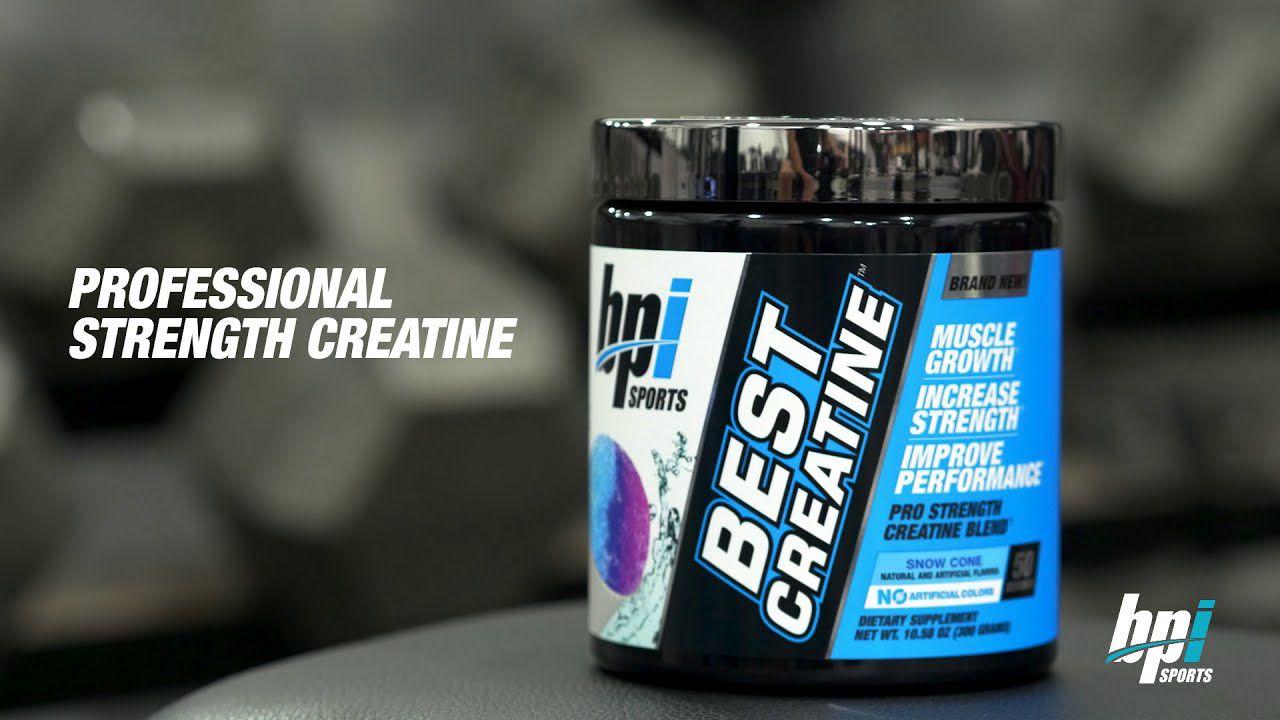 PROFESSIONAL
STRENGTH CREATINE
bpi
SPORTS
BEST
CREATINE™
BRAND NEW!
MUSCLE
GROWTH
INCREASE
STRENGTH
IMPROVE
PERFORMANCE
PRO STRENGTH
CREATINE BLEND
SNOW CONE
NATURAL AND ARTIFICIAL FLAVORS
NO ARTIFICIAL COLORS
50
DIETARY SUPPLEMENT
NET WT. 10.58 OZ (300 GRAMS)
bpi
SPORTS